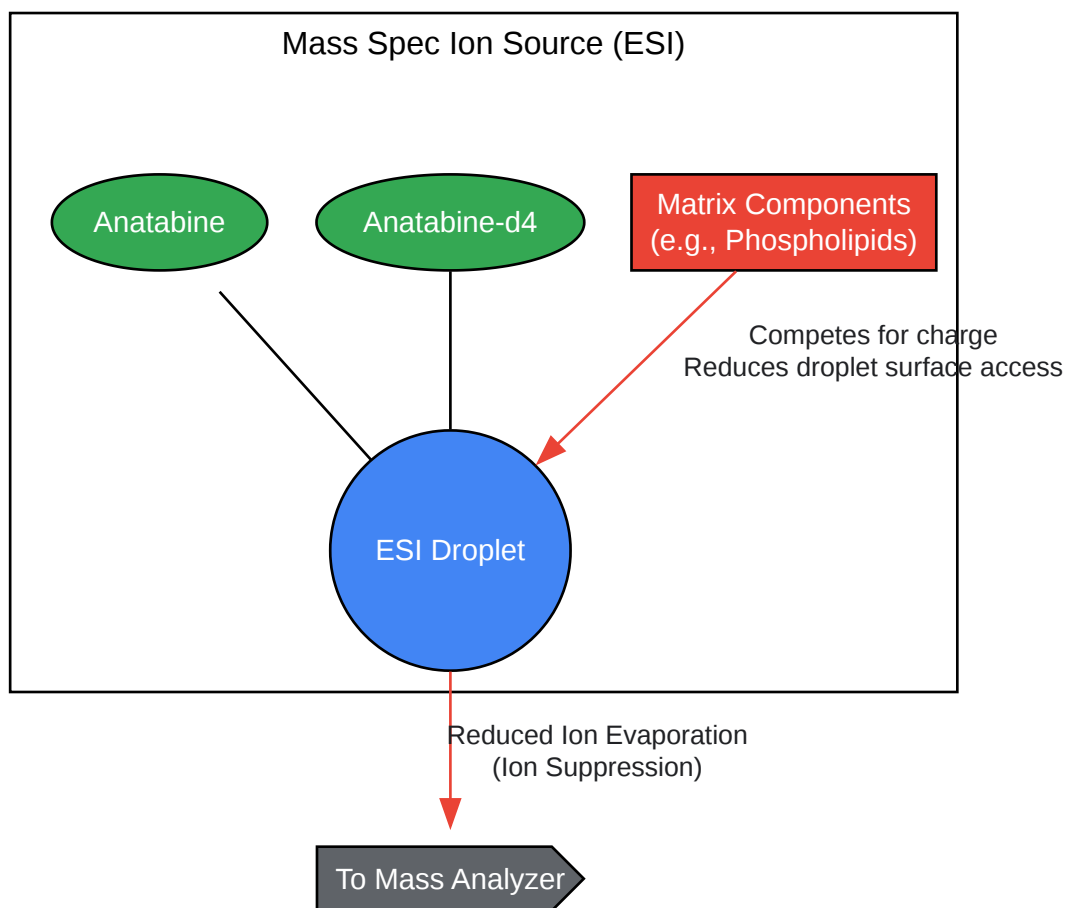 Mass Spec Ion Source (ESI)
Anatabine
Anatabine-d4
Matrix Components
(e.g., Phospholipids)
Competes for charge
Reduces droplet surface access
ESI Droplet
Reduced Ion Evaporation
(Ion Suppression)
To Mass Analyzer